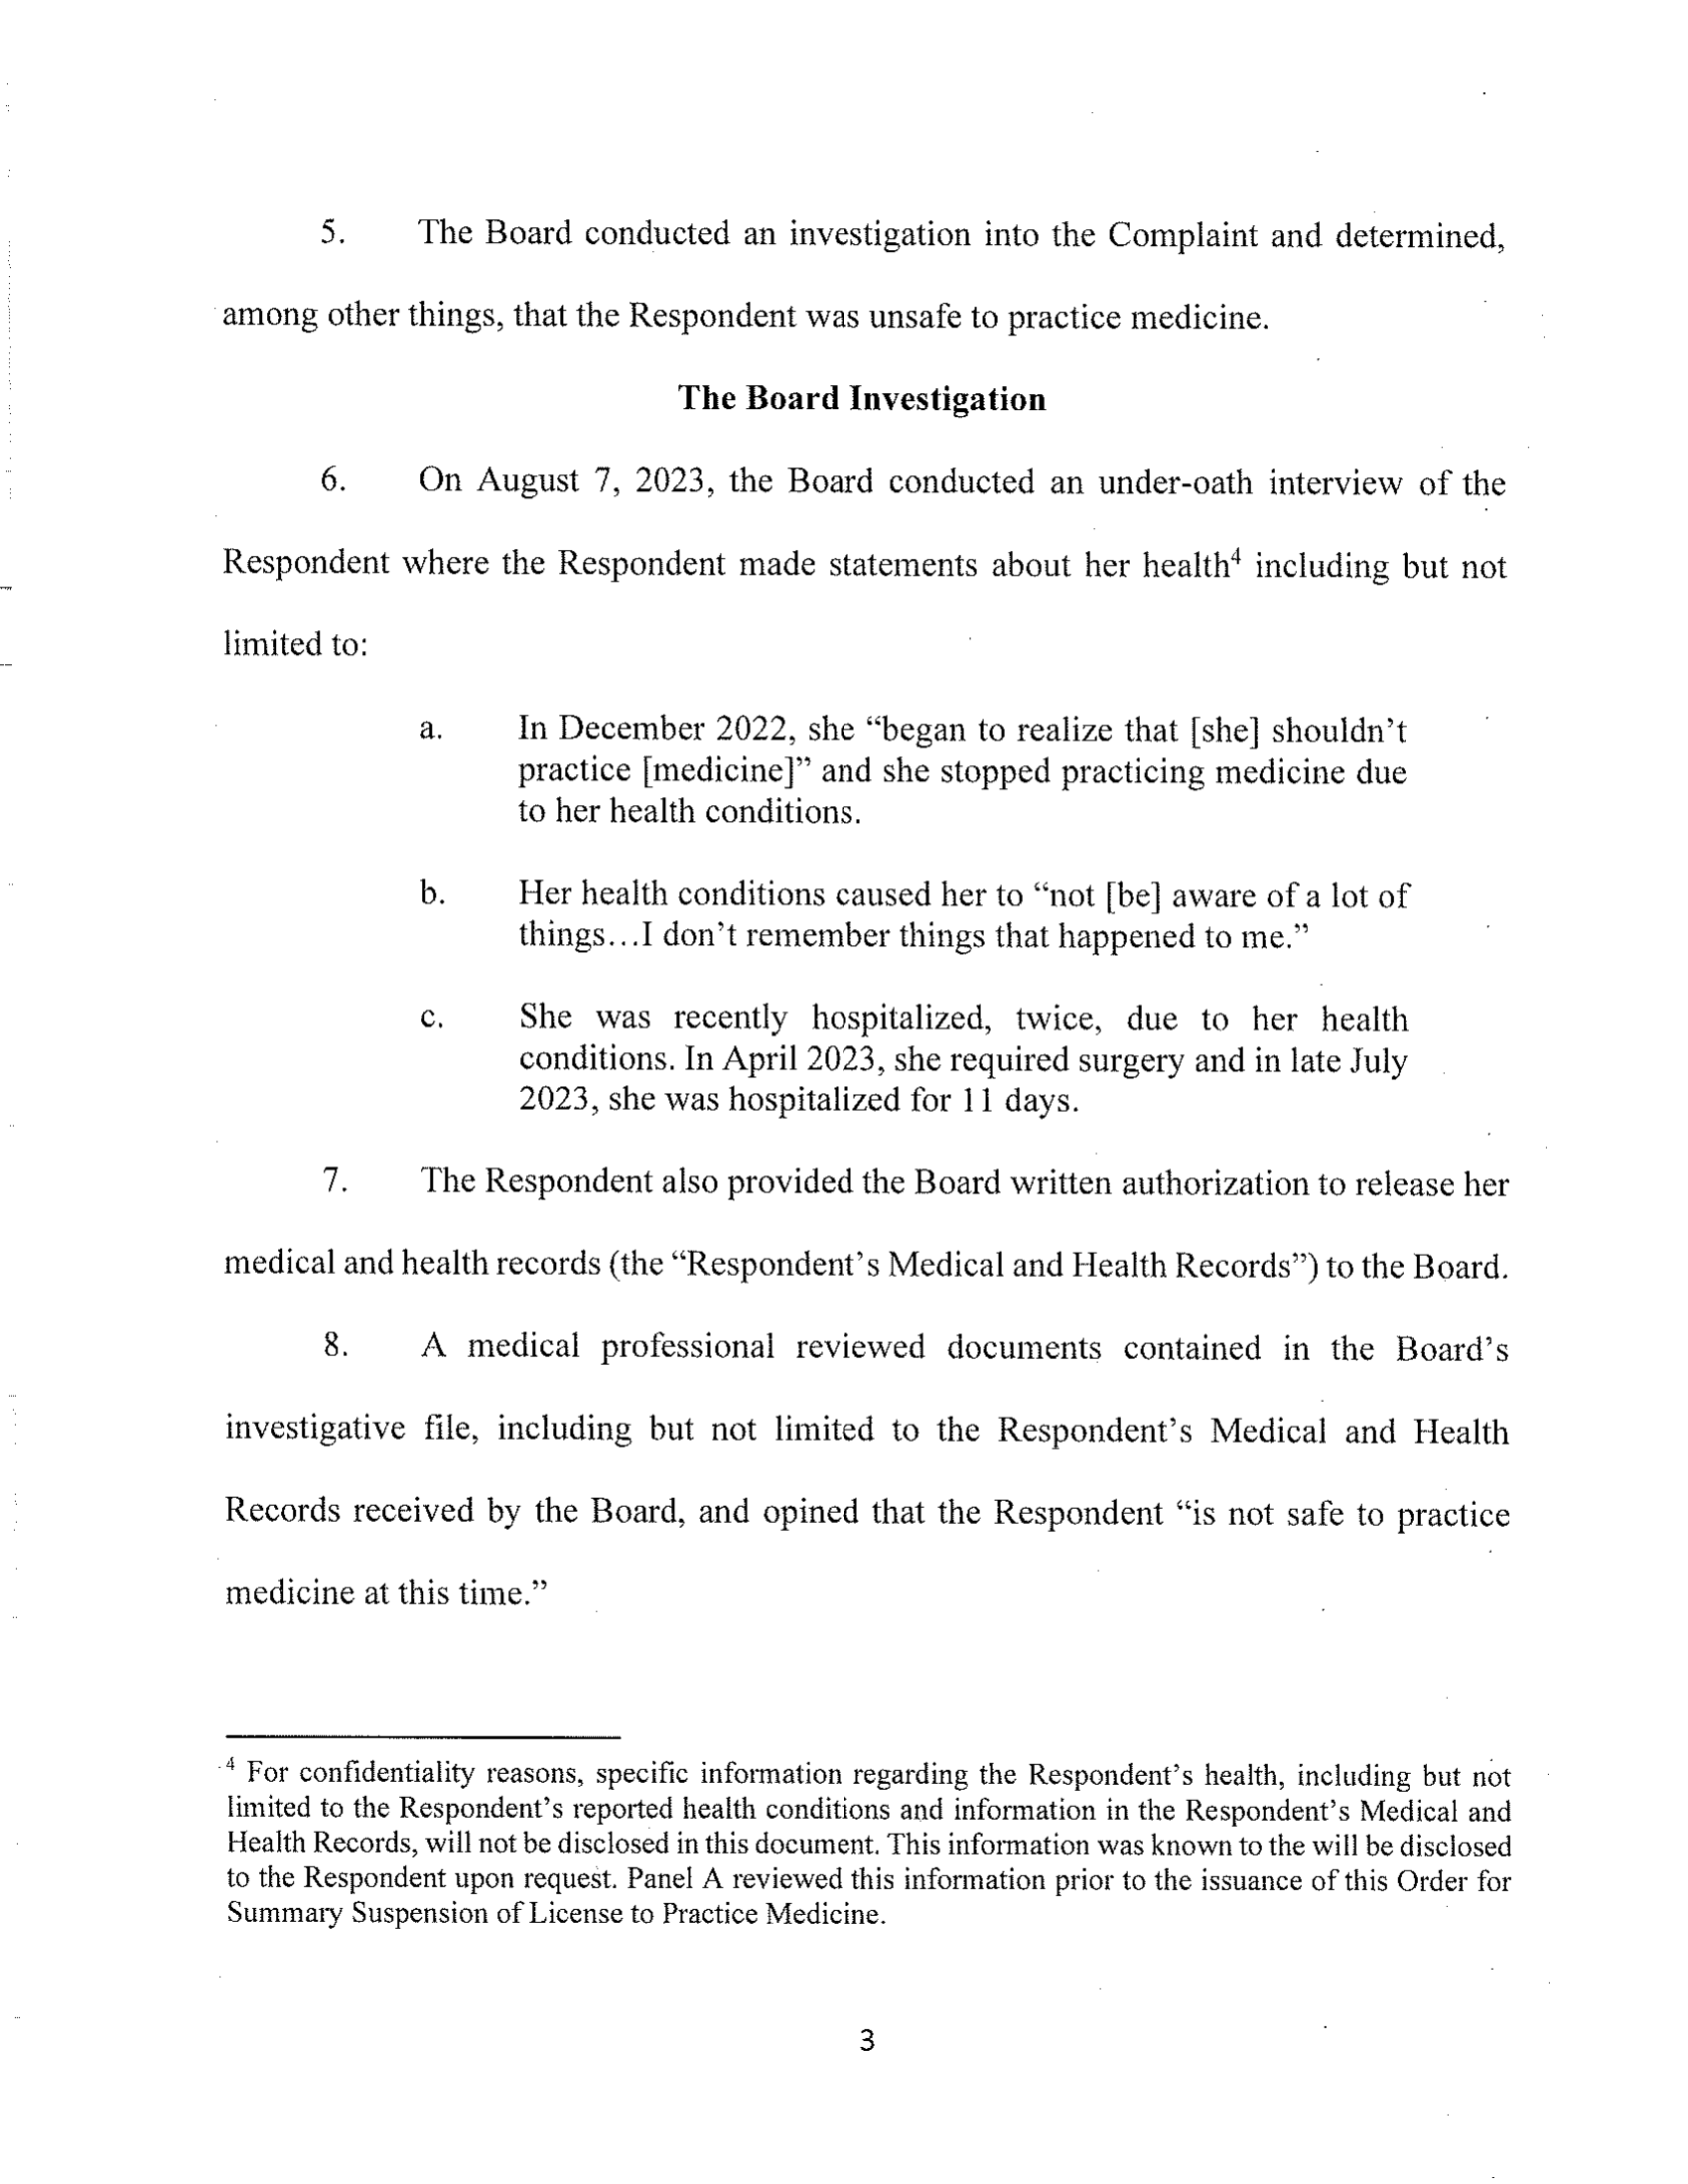 5. The Board conducted an investigation into the Complaint and determined,
among other things, that the Respondent was unsafe to practice medicine.
The Board Investigation
6. On August 7, 2023, the Board conducted an under-oath interview of the
Respondent where the Respondent made statements about her health⁴ including but not
limited to:
a. In December 2022, she “began to realize that [she] shouldn’t
practice [medicine]” and she stopped practicing medicine due
to her health conditions.
b. Her health conditions caused her to “not [be] aware of a lot of
things…I don’t remember things that happened to me.”
c. She was recently hospitalized, twice, due to her health
conditions. In April 2023, she required surgery and in late July
2023, she was hospitalized for 11 days.
7. The Respondent also provided the Board written authorization to release her
medical and health records (the “Respondent’s Medical and Health Records”) to the Board.
8. A medical professional reviewed documents contained in the Board’s
investigative file, including but not limited to the Respondent’s Medical and Health
Records received by the Board, and opined that the Respondent “is not safe to practice
medicine at this time.”
⁴ For confidentiality reasons, specific information regarding the Respondent’s health, including but not
limited to the Respondent’s reported health conditions and information in the Respondent’s Medical and
Health Records, will not be disclosed in this document. This information was known to the will be disclosed
to the Respondent upon request. Panel A reviewed this information prior to the issuance of this Order for
Summary Suspension of License to Practice Medicine.
3